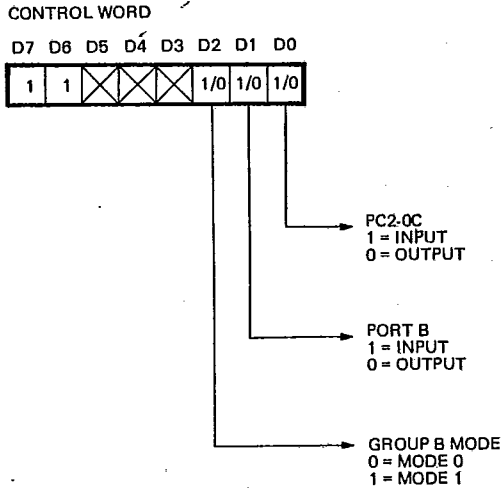 CONTROL WORD
D7 D6 D5 D4 D3 D2 D1 D0
1 1 1/0 1/0 1/0
PC2-0C
1 = INPUT
0 = OUTPUT
PORT B
1 = INPUT
0 = OUTPUT
GROUP B MODE
0 = MODE 0
1 = MODE 1